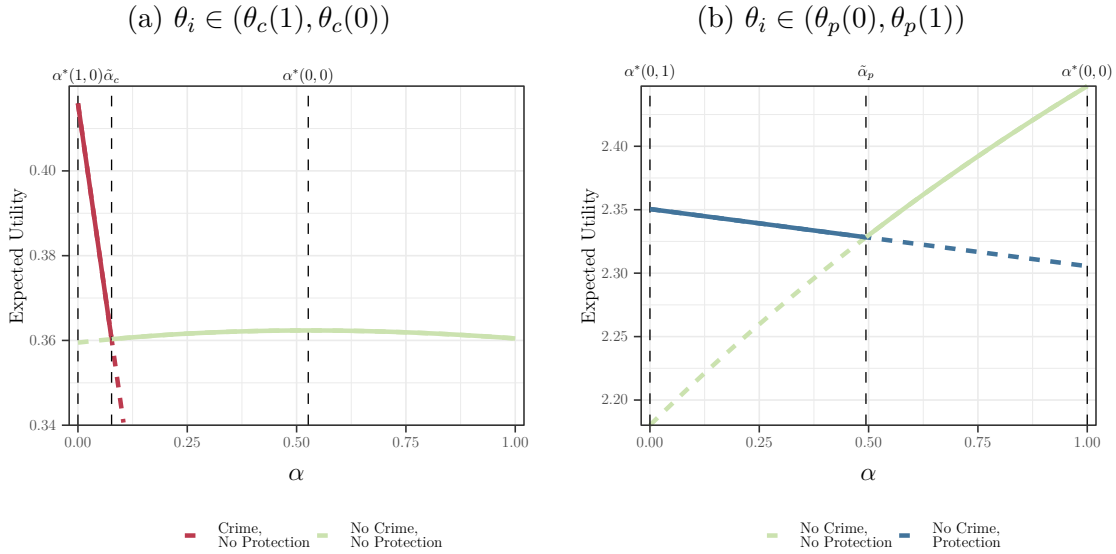 (a) θ_i ∈ (θ_c(1), θ_c(0))
α*(1, 0) α̃_c α*(0, 0)
0.40
0.38
0.36
0.34
Expected Utility
0.00 0.25 0.50 0.75 1.00
α
Crime,
No Protection
No Crime,
No Protection
(b) θ_i ∈ (θ_p(0), θ_p(1))
α*(0, 1) α̃_p α*(0, 0)
2.40
2.35
2.30
2.25
2.20
Expected Utility
0.00 0.25 0.50 0.75 1.00
α
No Crime,
No Protection
No Crime,
Protection